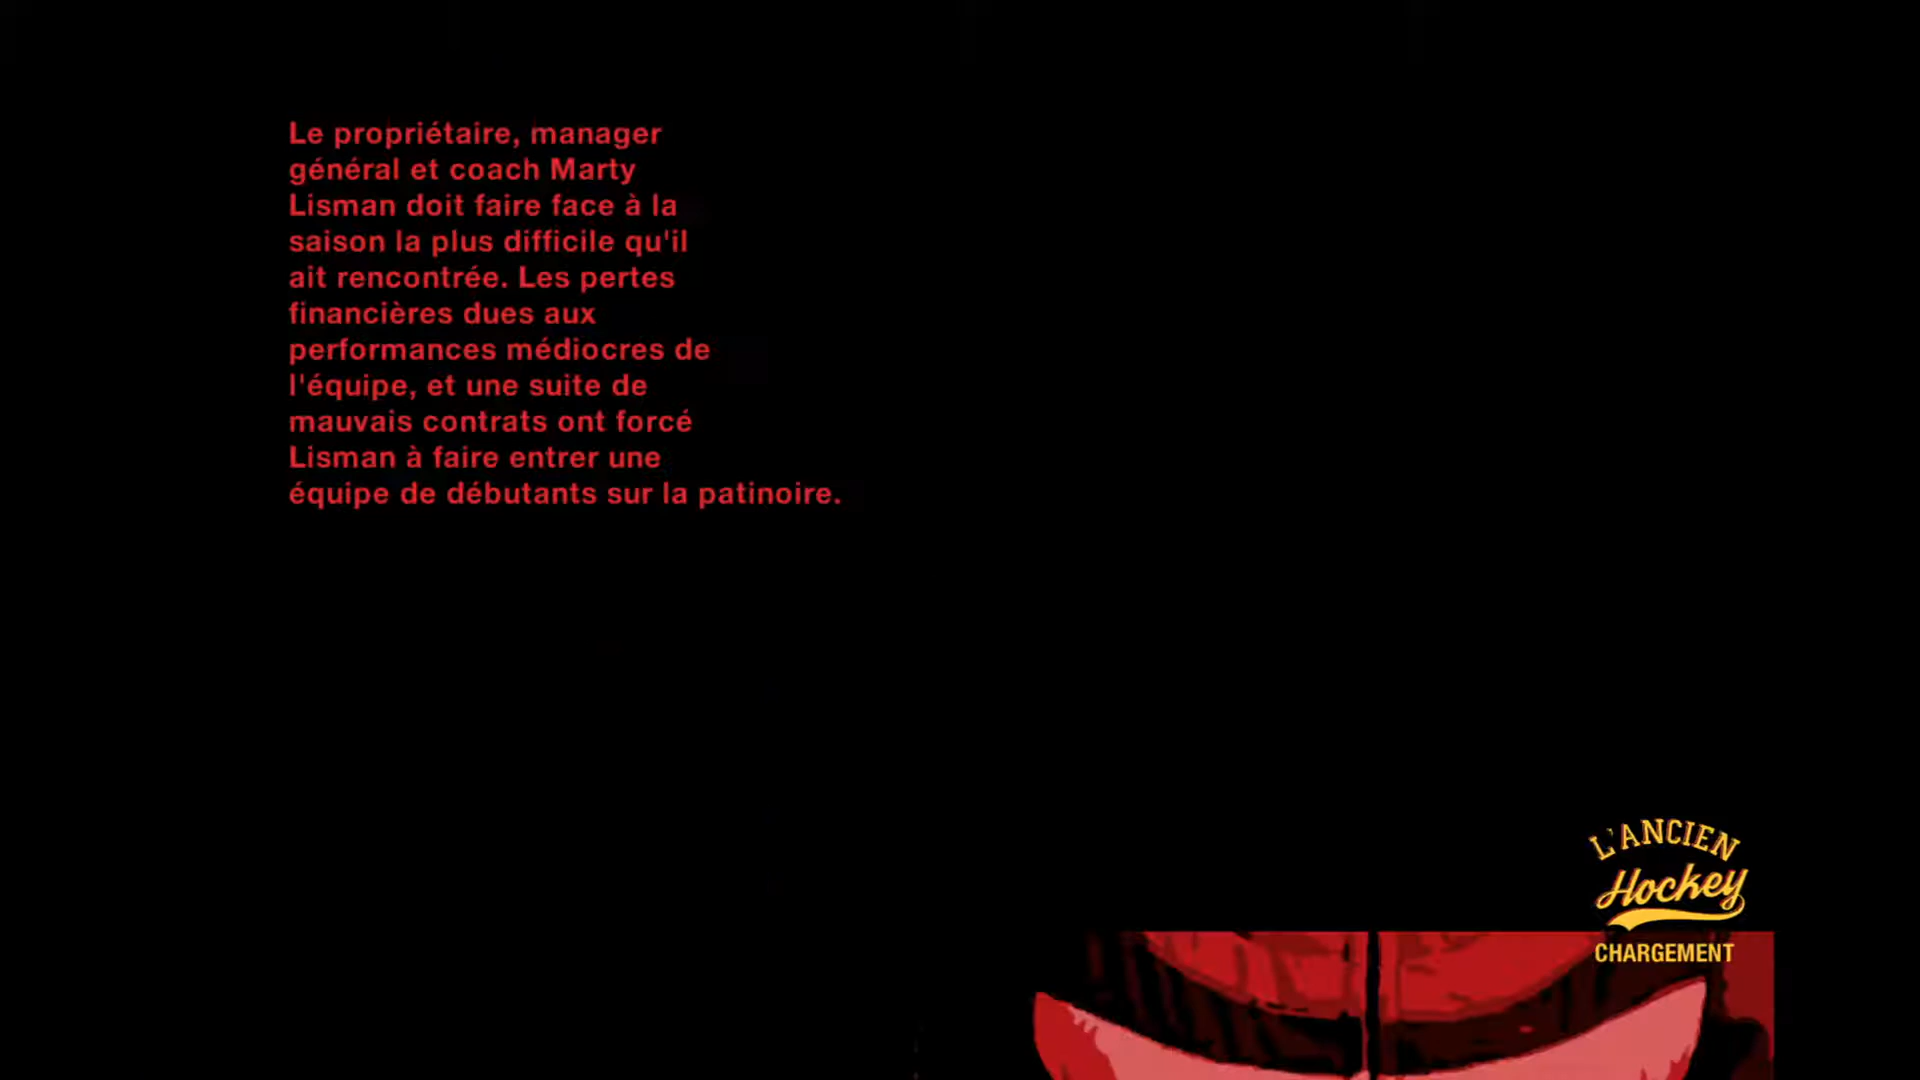 Le propriétaire, manager
général et coach Marty
Lisman doit faire face à la
saison la plus difficile qu'il
ait rencontrée. Les pertes
financières dues aux
performances médiocres de
l'équipe, et une suite de
mauvais contrats ont forcé
Lisman à faire entrer une
équipe de débutants sur la patinoire.
L'ANCIEN
Hockey
CHARGEMENT